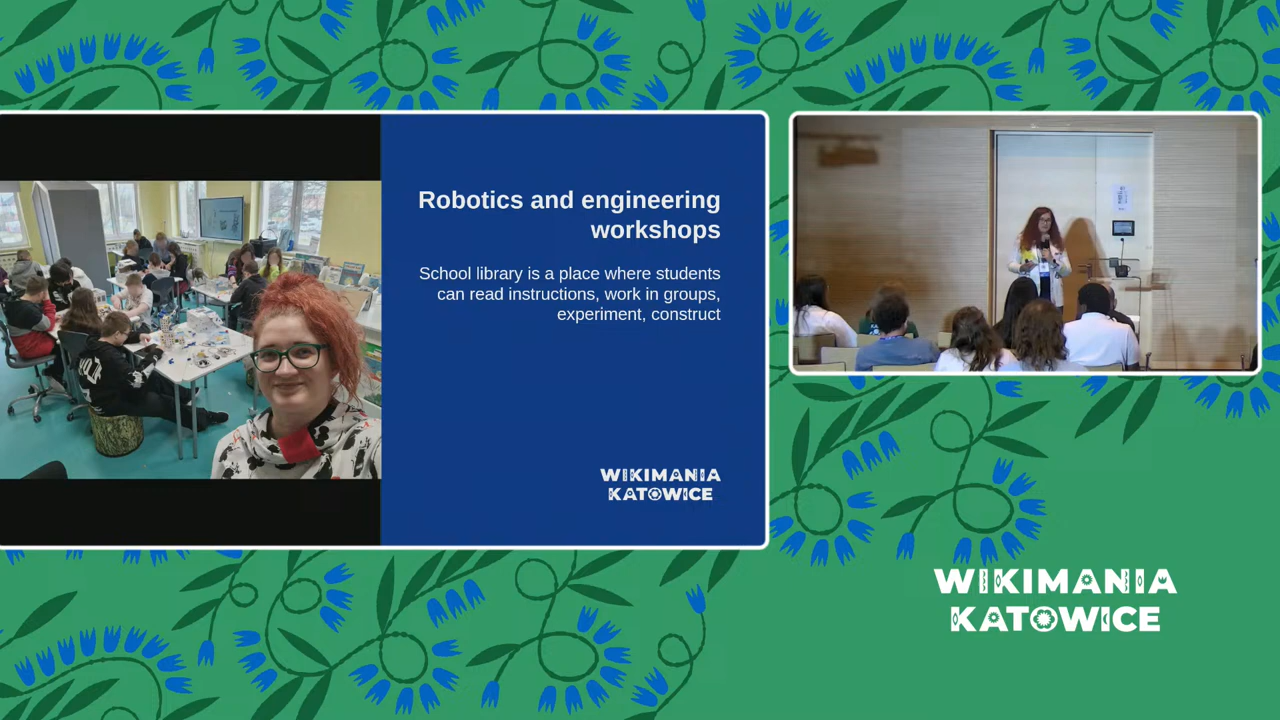 Robotics and engineering
workshops
School library is a place where students
can read instructions, work in groups,
experiment, construct
WIKIMANIA
KATOWICE
WIKIMANIA
KATOWICE